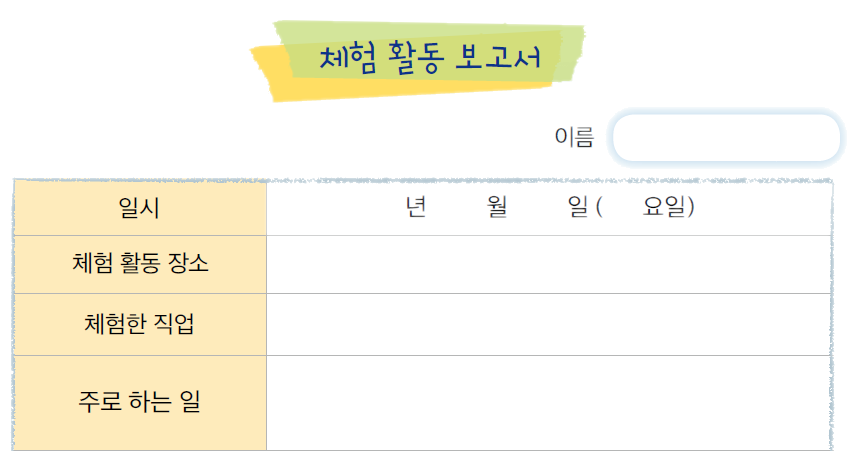 체험 활동 보고서
이름
일시 년 월 일 ( 요일)
체험 활동 장소
체험한 직업
주로 하는 일